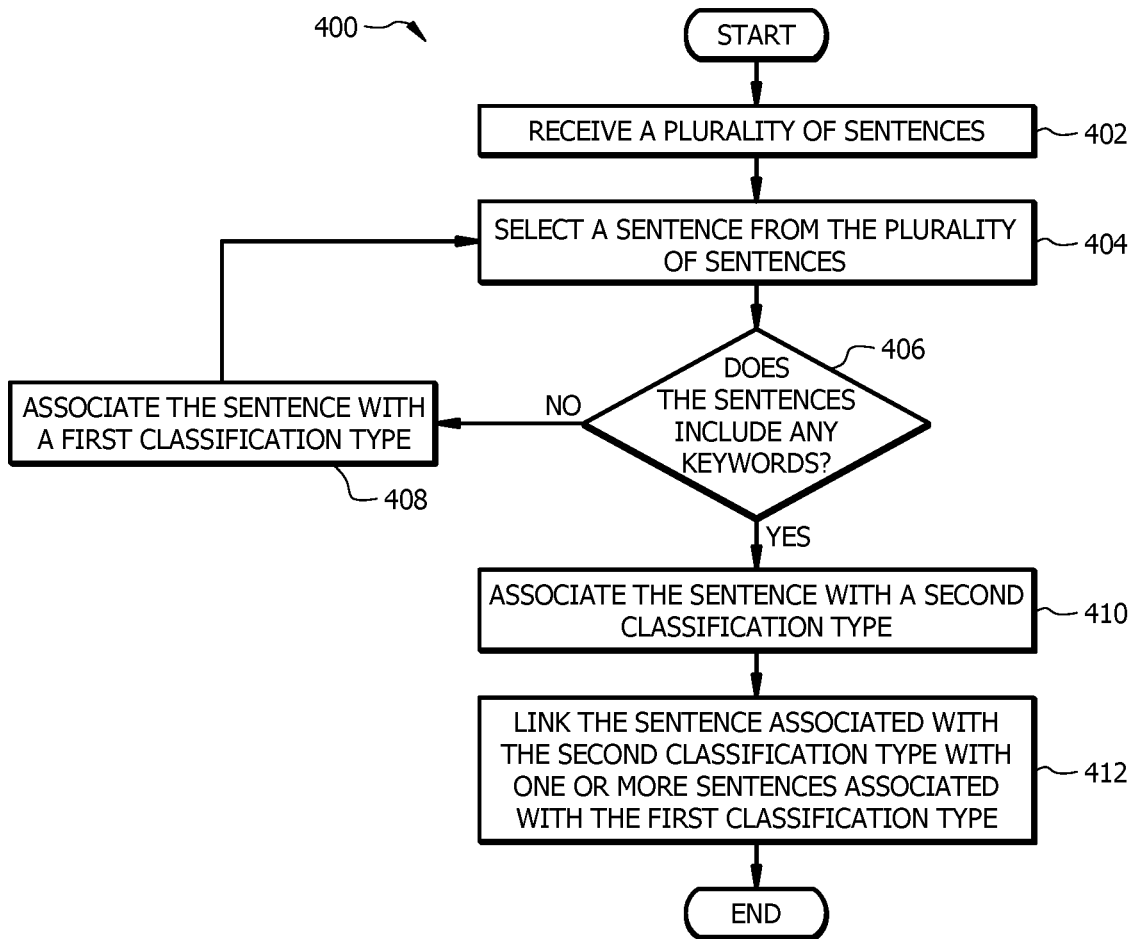 400
START
RECEIVE A PLURALITY OF SENTENCES
402
SELECT A SENTENCE FROM THE PLURALITY
OF SENTENCES
404
DOES
THE SENTENCES
INCLUDE ANY
KEYWORDS?
406
NO
ASSOCIATE THE SENTENCE WITH
A FIRST CLASSIFICATION TYPE
408
YES
ASSOCIATE THE SENTENCE WITH A SECOND
CLASSIFICATION TYPE
410
LINK THE SENTENCE ASSOCIATED WITH
THE SECOND CLASSIFICATION TYPE WITH
ONE OR MORE SENTENCES ASSOCIATED
WITH THE FIRST CLASSIFICATION TYPE
412
END